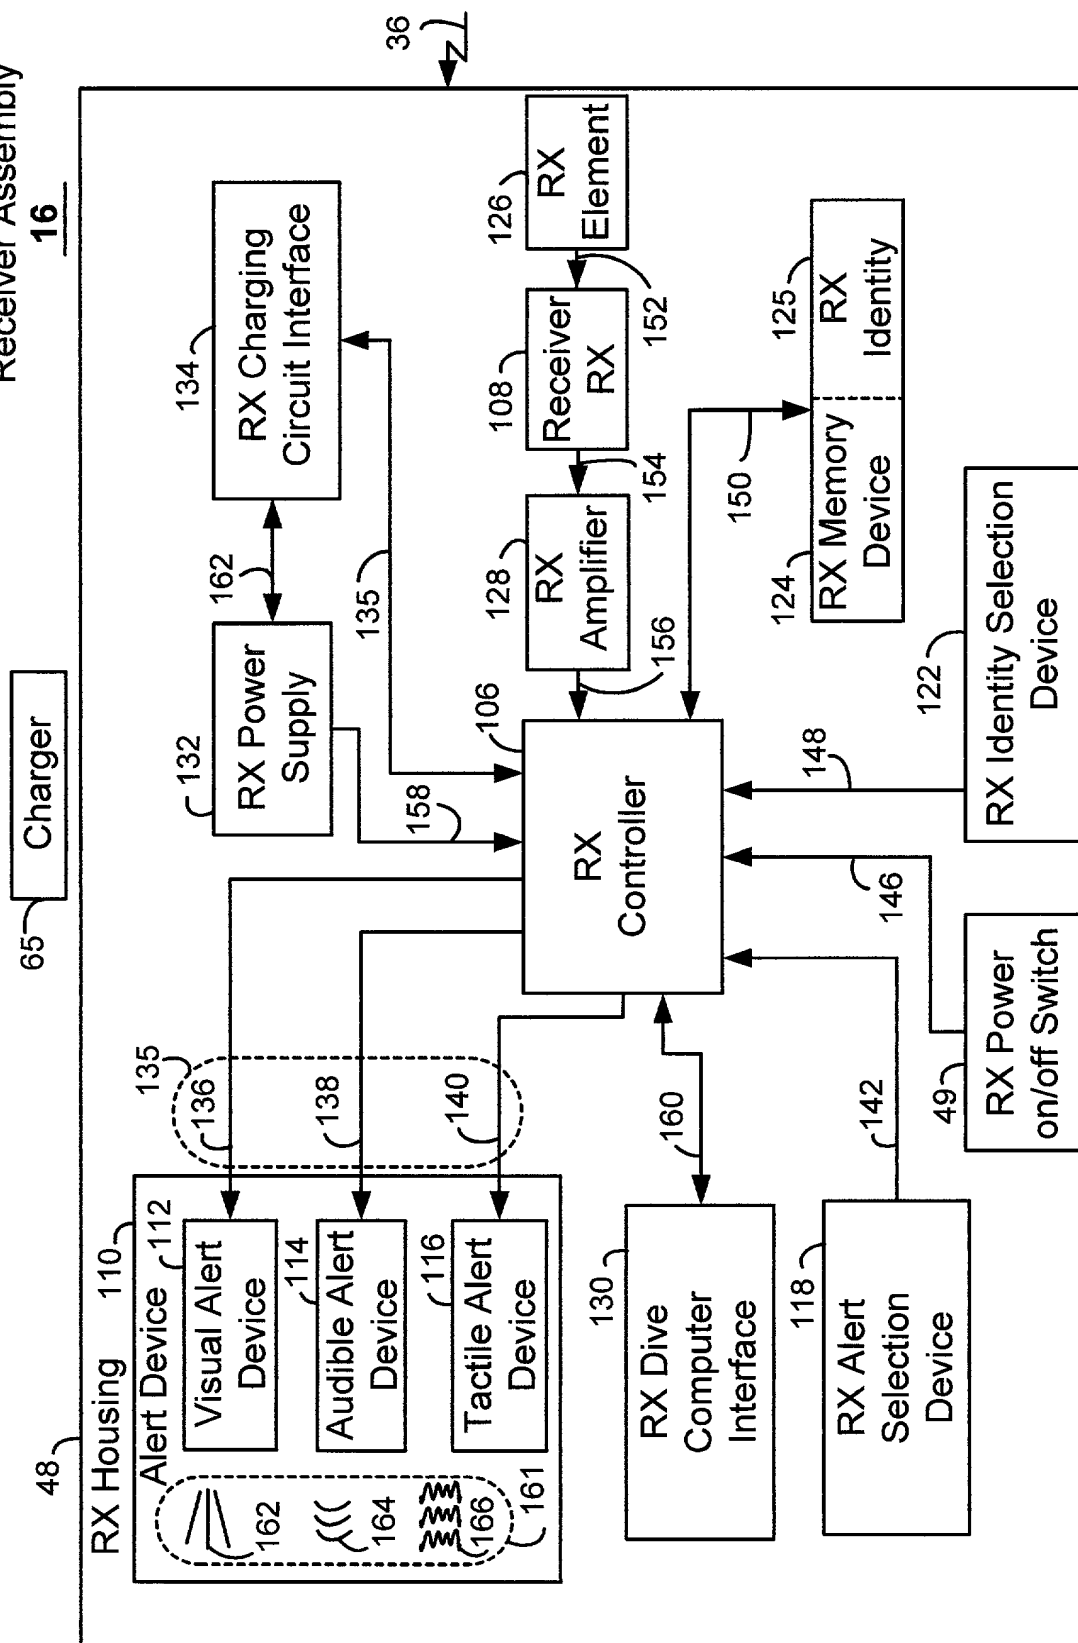 Receiver Assembly
16
Charger
65
36
48
RX Housing
110
Alert Device
112
Visual Alert
Device
114
Audible Alert
Device
116
Tactile Alert
Device
162
164
166
161
135
136
138
140
132
RX Power
Supply
162
134
RX Charging
Circuit Interface
158
135
106
RX
Controller
156
128
RX
Amplifier
154
108
Receiver
RX
152
126
RX
Element
150
124
RX Memory
Device
125
RX
Identity
130
RX Dive
Computer
Interface
160
118
RX Alert
Selection
Device
142
49
RX Power
on/off Switch
146
148
122
RX Identity Selection
Device